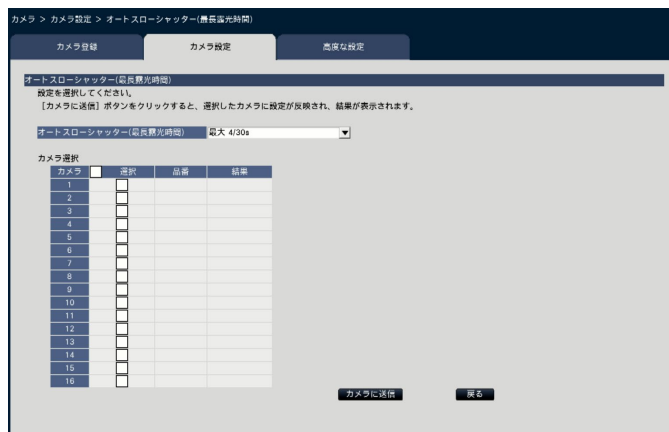 カメラ > カメラ設定 > オートスローシャッター(最長露光時間)
カメラ登録 カメラ設定 高度な設定
オートスローシャッター(最長露光時間)
設定を選択してください。
[カメラに送信] ボタンをクリックすると、選択したカメラに設定が反映され、結果が表示されます。
オートスローシャッター(最長露光時間) 最大 4/30s
カメラ選択
カメラ 選択 品番 結果
1
2
3
4
5
6
7
8
9
10
11
12
13
14
15
16
カメラに送信 戻る